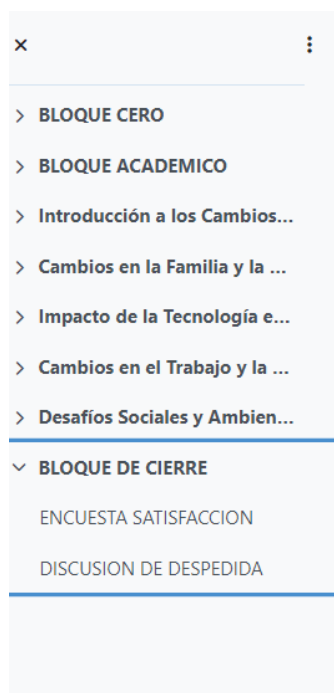 BLOQUE CERO
BLOQUE ACADEMICO
Introducción a los Cambios...
Cambios en la Familia y la ...
Impacto de la Tecnología e...
Cambios en el Trabajo y la ...
Desafíos Sociales y Ambien...
BLOQUE DE CIERRE
ENCUESTA SATISFACCION
DISCUSION DE DESPEDIDA